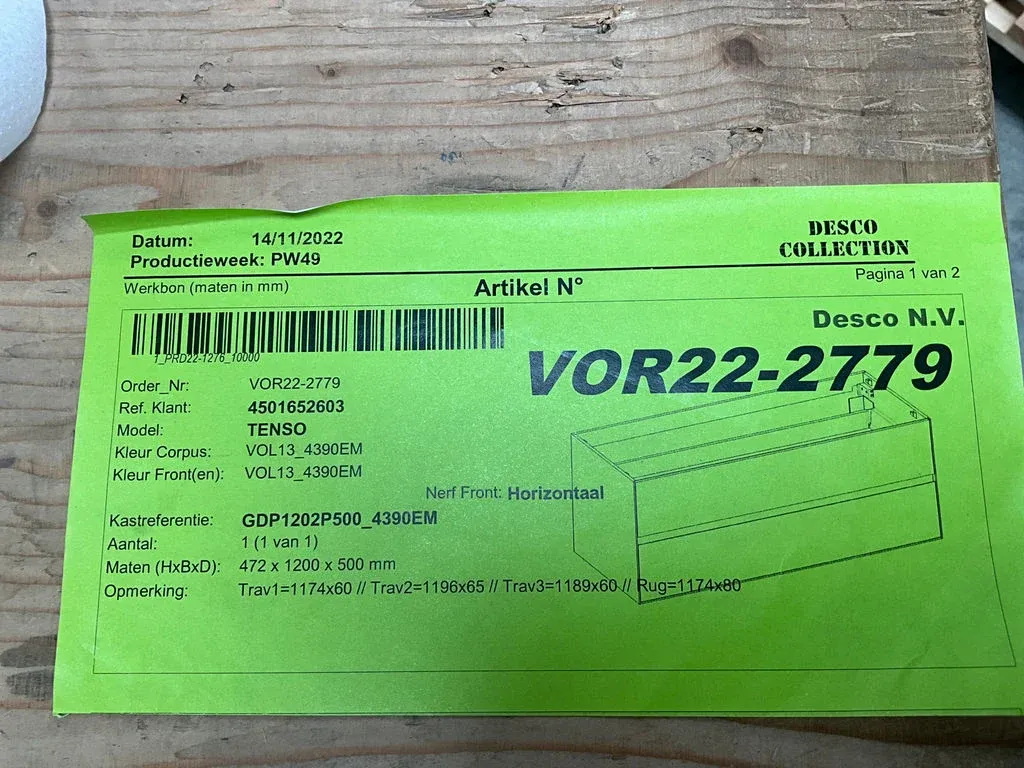 Datum: 14/11/2022
Productieweek: PW49
DESCO
COLLECTION
Werkbon (maten in mm)
Artikel N°
Pagina 1 van 2
Desco N.V.
1_PRD22-1276_10000
VOR22-2779
Order_Nr: VOR22-2779
Ref. Klant: 4501652603
Model: TENSO
Kleur Corpus: VOL13_4390EM
Kleur Front(en): VOL13_4390EM
Nerf Front: Horizontaal
Kastreferentie: GDP1202P500_4390EM
Aantal: 1 (1 van 1)
Maten (HxBxD): 472 x 1200 x 500 mm
Opmerking: Trav1=1174x60 // Trav2=1196x65 // Trav3=1189x60 // Rug=1174x80